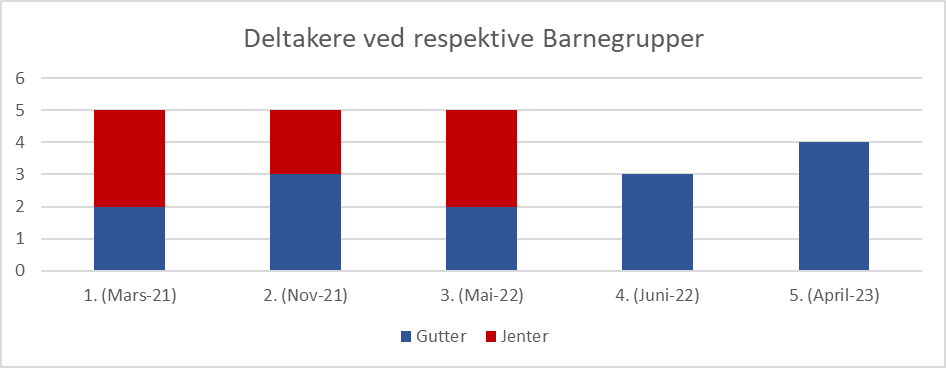 Deltakere ved respektive Barnegrupper
6
5
4
3
2
1
0
1. (Mars-21) 2. (Nov-21) 3. (Mai-22) 4. (Juni-22) 5. (April-23)
Gutter Jenter